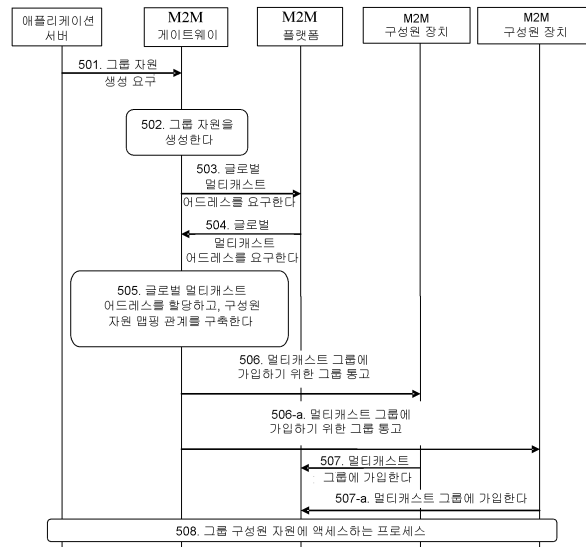 애플리케이션
서버
M2M
게이트웨이
M2M
플랫폼
M2M
구성원 장치
M2M
구성원 장치
501. 그룹 자원
생성 요구
502. 그룹 자원을
생성한다
503. 글로벌
멀티캐스트
어드레스를 요구한다
504. 글로벌
멀티캐스트
어드레스를 요구한다
505. 글로벌 멀티캐스트
어드레스를 할당하고, 구성원
자원 맵핑 관계를 구축한다
506. 멀티캐스트 그룹에
가입하기 위한 그룹 통고
506-a. 멀티캐스트 그룹에
가입하기 위한 그룹 통고
507. 멀티캐스트
그룹에 가입한다
507-a. 멀티캐스트 그룹에 가입한다
508. 그룹 구성원 자원에 액세스하는 프로세스